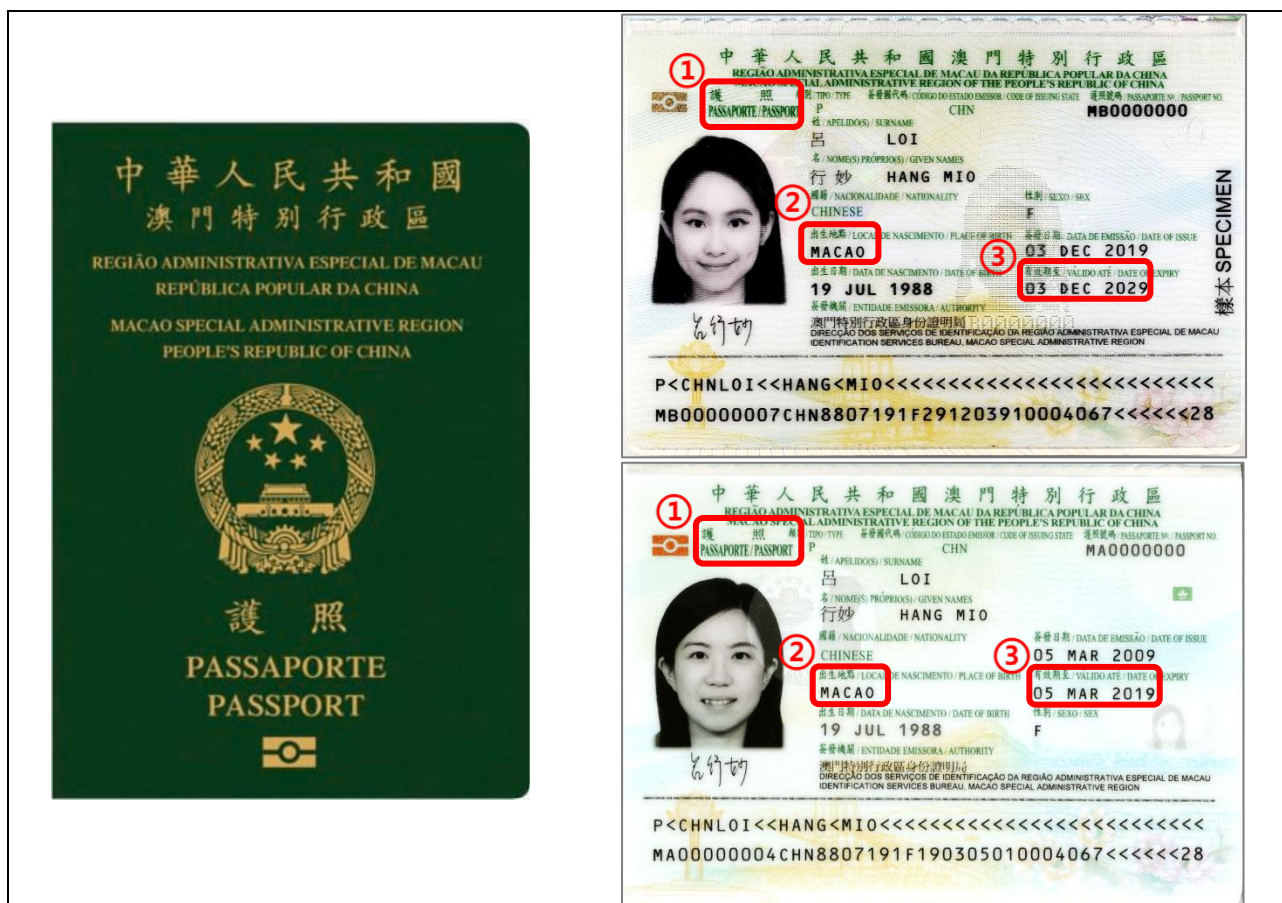 中華人民共和國
澳門特別行政區
REGIÃO ADMINISTRATIVA ESPECIAL DE MACAU
REPÚBLICA POPULAR DA CHINA
MACAO SPECIAL ADMINISTRATIVE REGION
PEOPLE'S REPUBLIC OF CHINA
護照
PASSAPORTE
PASSPORT
中華人民共和國澳門特別行政區
REGIÃO ADMINISTRATIVA ESPECIAL DE MACAU DA REPÚBLICA POPULAR DA CHINA
MACAO SPECIAL ADMINISTRATIVE REGION OF THE PEOPLE'S REPUBLIC OF CHINA
①
護照 / TIPO / TYPE 簽發國代碼 / CÓDIGO DO ESTADO EMISSOR / CODE OF ISSUING STATE 護照號碼 / PASSAPORTE Nº / PASSPORT NO.
PASSAPORTE / PASSPORT P CHN MB0000000
姓 / APELIDO(S) / SURNAME
呂 LOI
名 / NOME(S) PRÓPRIO(S) / GIVEN NAMES
行妙 HANG MIO
國籍 / NACIONALIDADE / NATIONALITY 性別 / SEXO / SEX
② CHINESE F
出生地點 / LOCAL DE NASCIMENTO / PLACE OF BIRTH 簽發日期 / DATA DE EMISSÃO / DATE OF ISSUE
MACAO ③ 03 DEC 2019
出生日期 / DATA DE NASCIMENTO / DATE OF BIRTH 有效期至 / VÁLIDO ATÉ / DATE OF EXPIRY
19 JUL 1988 03 DEC 2029
簽發機關 / ENTIDADE EMISSORA / AUTHORITY
呂行妙
澳門特別行政區身份證明局
DIRECÇÃO DOS SERVIÇOS DE IDENTIFICAÇÃO DA REGIÃO ADMINISTRATIVA ESPECIAL DE MACAU
IDENTIFICATION SERVICES BUREAU, MACAO SPECIAL ADMINISTRATIVE REGION
樣本 SPECIMEN
P<CHNLOI<<HANG<MIO<<<<<<<<<<<<<<<<<<<<<<<<<<
MB00000007CHN8807191F291203910004067<<<<<<28
中華人民共和國澳門特別行政區
REGIÃO ADMINISTRATIVA ESPECIAL DE MACAU DA REPÚBLICA POPULAR DA CHINA
MACAO SPECIAL ADMINISTRATIVE REGION OF THE PEOPLE'S REPUBLIC OF CHINA
①
護照 / TIPO / TYPE 簽發國代碼 / CÓDIGO DO ESTADO EMISSOR / CODE OF ISSUING STATE 護照號碼 / PASSAPORTE Nº / PASSPORT NO.
PASSAPORTE / PASSPORT P CHN MA0000000
姓 / APELIDO(S) / SURNAME
呂 LOI
名 / NOME(S) PRÓPRIO(S) / GIVEN NAMES
行妙 HANG MIO
國籍 / NACIONALIDADE / NATIONALITY 簽發日期 / DATA DE EMISSÃO / DATE OF ISSUE
② CHINESE ③ 05 MAR 2009
出生地點 / LOCAL DE NASCIMENTO / PLACE OF BIRTH 有效期至 / VÁLIDO ATÉ / DATE OF EXPIRY
MACAO 05 MAR 2019
出生日期 / DATA DE NASCIMENTO / DATE OF BIRTH 性別 / SEXO / SEX
19 JUL 1988 F
簽發機關 / ENTIDADE EMISSORA / AUTHORITY
呂行妙
澳門特別行政區身份證明局
DIRECÇÃO DOS SERVIÇOS DE IDENTIFICAÇÃO DA REGIÃO ADMINISTRATIVA ESPECIAL DE MACAU
IDENTIFICATION SERVICES BUREAU, MACAO SPECIAL ADMINISTRATIVE REGION
P<CHNLOI<<HANG<MIO<<<<<<<<<<<<<<<<<<<<<<<<<<
MA00000004CHN8807191F190305010004067<<<<<<28